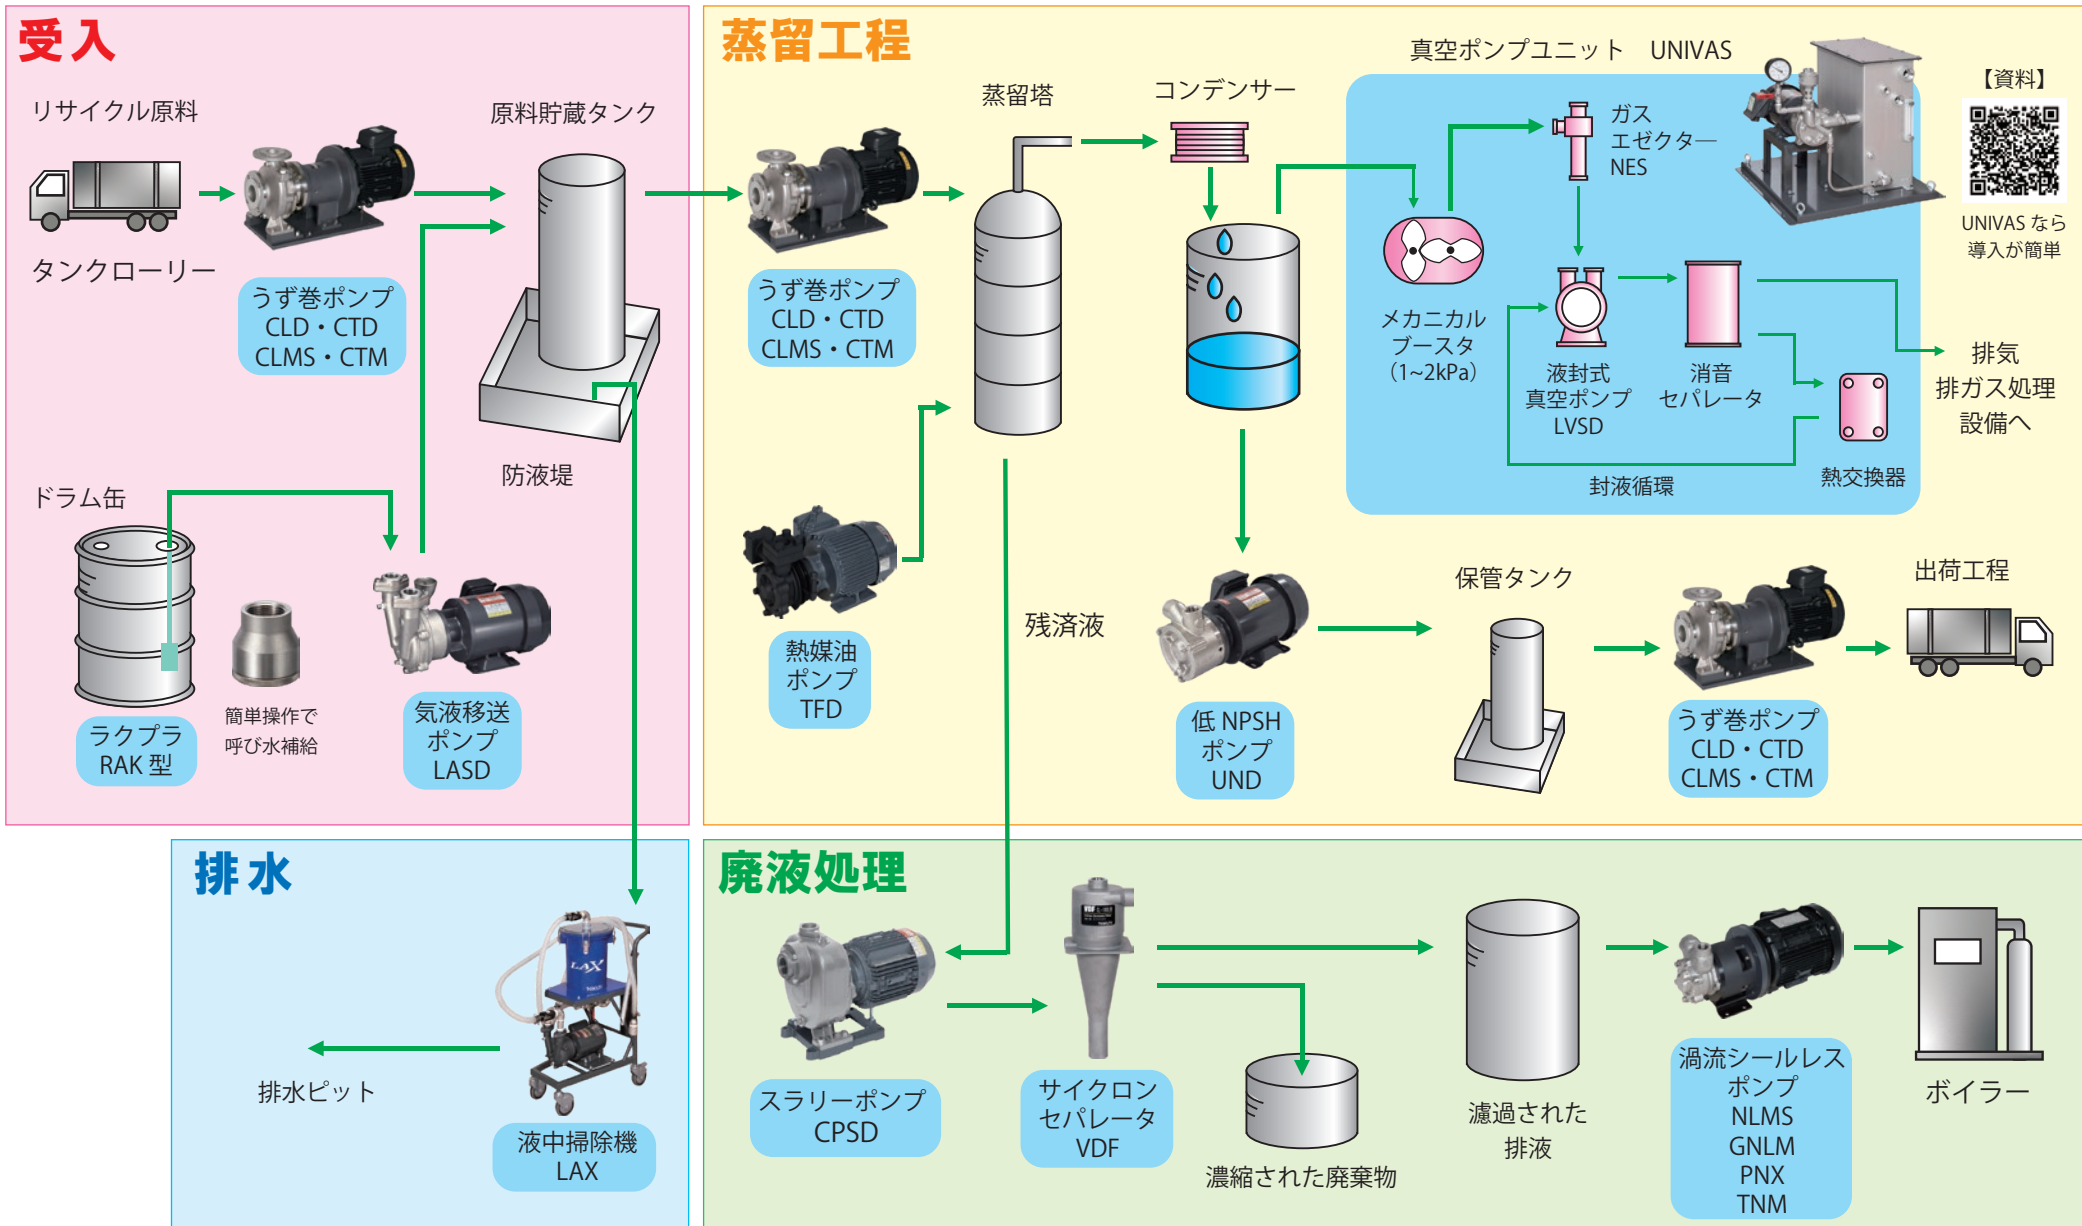 受入
リサイクル原料
タンクローリー
うず巻ポンプ
CLD・CTD
CLMS・CTM
原料貯蔵タンク
防液堤
ドラム缶
ラクプラ
RAK 型
簡単操作で
呼び水補給
気液移送
ポンプ
LASD
蒸留工程
うず巻ポンプ
CLD・CTD
CLMS・CTM
蒸留塔
コンデンサー
熱媒油
ポンプ
TFD
残済液
真空ポンプユニット　UNIVAS
メカニカル
ブースタ
（1~2kPa）
ガス
エゼクター
NES
液封式
真空ポンプ
LVSD
消音
セパレータ
封液循環
熱交換器
【資料】
UNIVAS なら
導入が簡単
排気
排ガス処理
設備へ
低 NPSH
ポンプ
UND
保管タンク
うず巻ポンプ
CLD・CTD
CLMS・CTM
出荷工程
排水
排水ピット
LAX
液中掃除機
LAX
廃液処理
スラリーポンプ
CPSD
VDF
サイクロン
セパレータ
VDF
濃縮された廃棄物
濾過された
排液
渦流シールレス
ポンプ
NLMS
GNLM
PNX
TNM
ボイラー